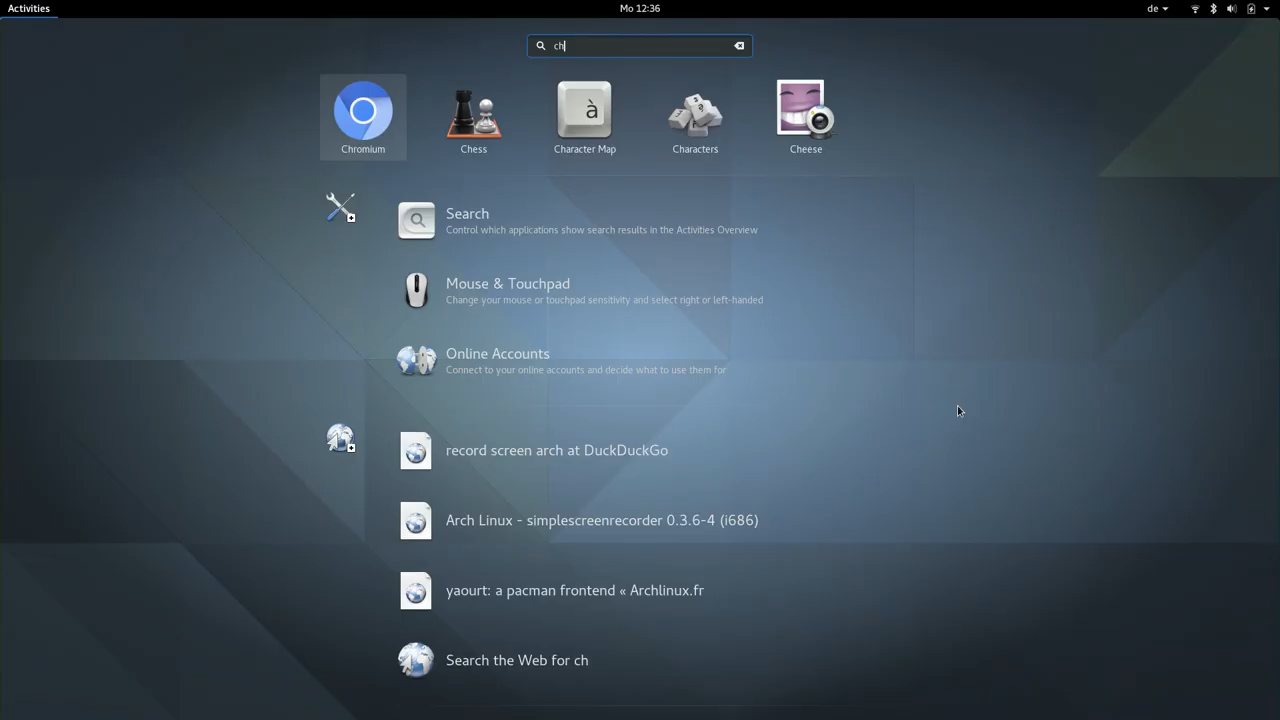 Activities
Mo 12:36
de
ch
Chromium
Chess
à
Character Map
Characters
Cheese
Search
Control which applications show search results in the Activities Overview
Mouse & Touchpad
Change your mouse or touchpad sensitivity and select right or left-handed
Online Accounts
Connect to your online accounts and decide what to use them for
record screen arch at DuckDuckGo
Arch Linux - simplescreenrecorder 0.3.6-4 (i686)
yaourt: a pacman frontend « Archlinux.fr
Search the Web for ch